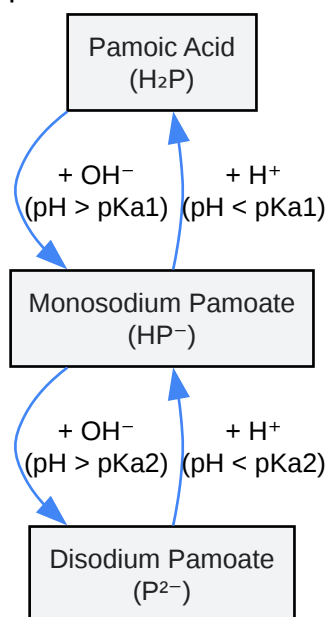 Pamoic Acid
(H₂P)
+ OH⁻
(pH > pKa1)
+ H⁺
(pH < pKa1)
Monosodium Pamoate
(HP⁻)
+ OH⁻
(pH > pKa2)
+ H⁺
(pH < pKa2)
Disodium Pamoate
(P²⁻)